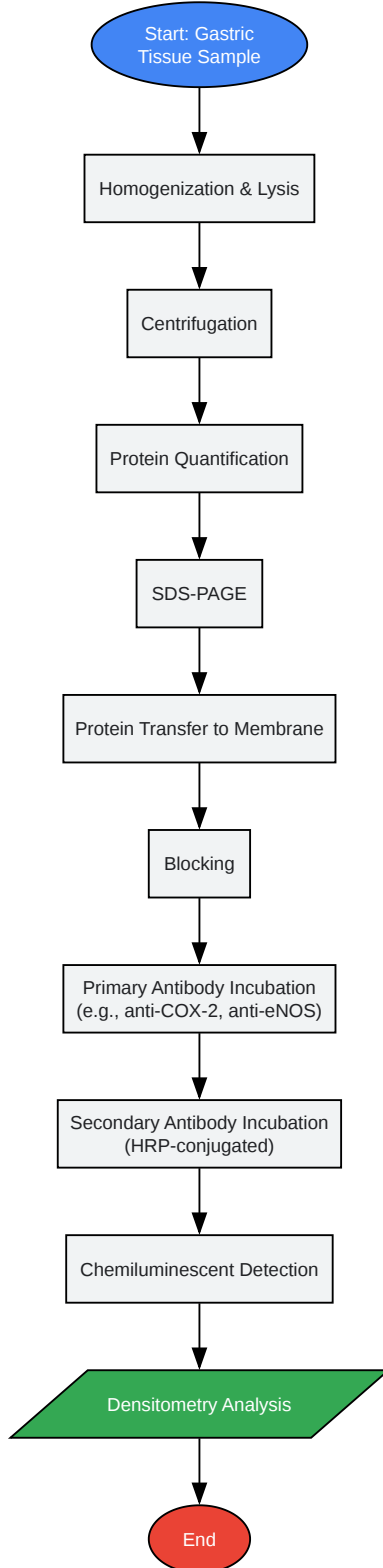 Start: Gastric
Tissue Sample
Homogenization & Lysis
Centrifugation
Protein Quantification
SDS-PAGE
Protein Transfer to Membrane
Blocking
Primary Antibody Incubation
(e.g., anti-COX-2, anti-eNOS)
Secondary Antibody Incubation
(HRP-conjugated)
Chemiluminescent Detection
Densitometry Analysis
End